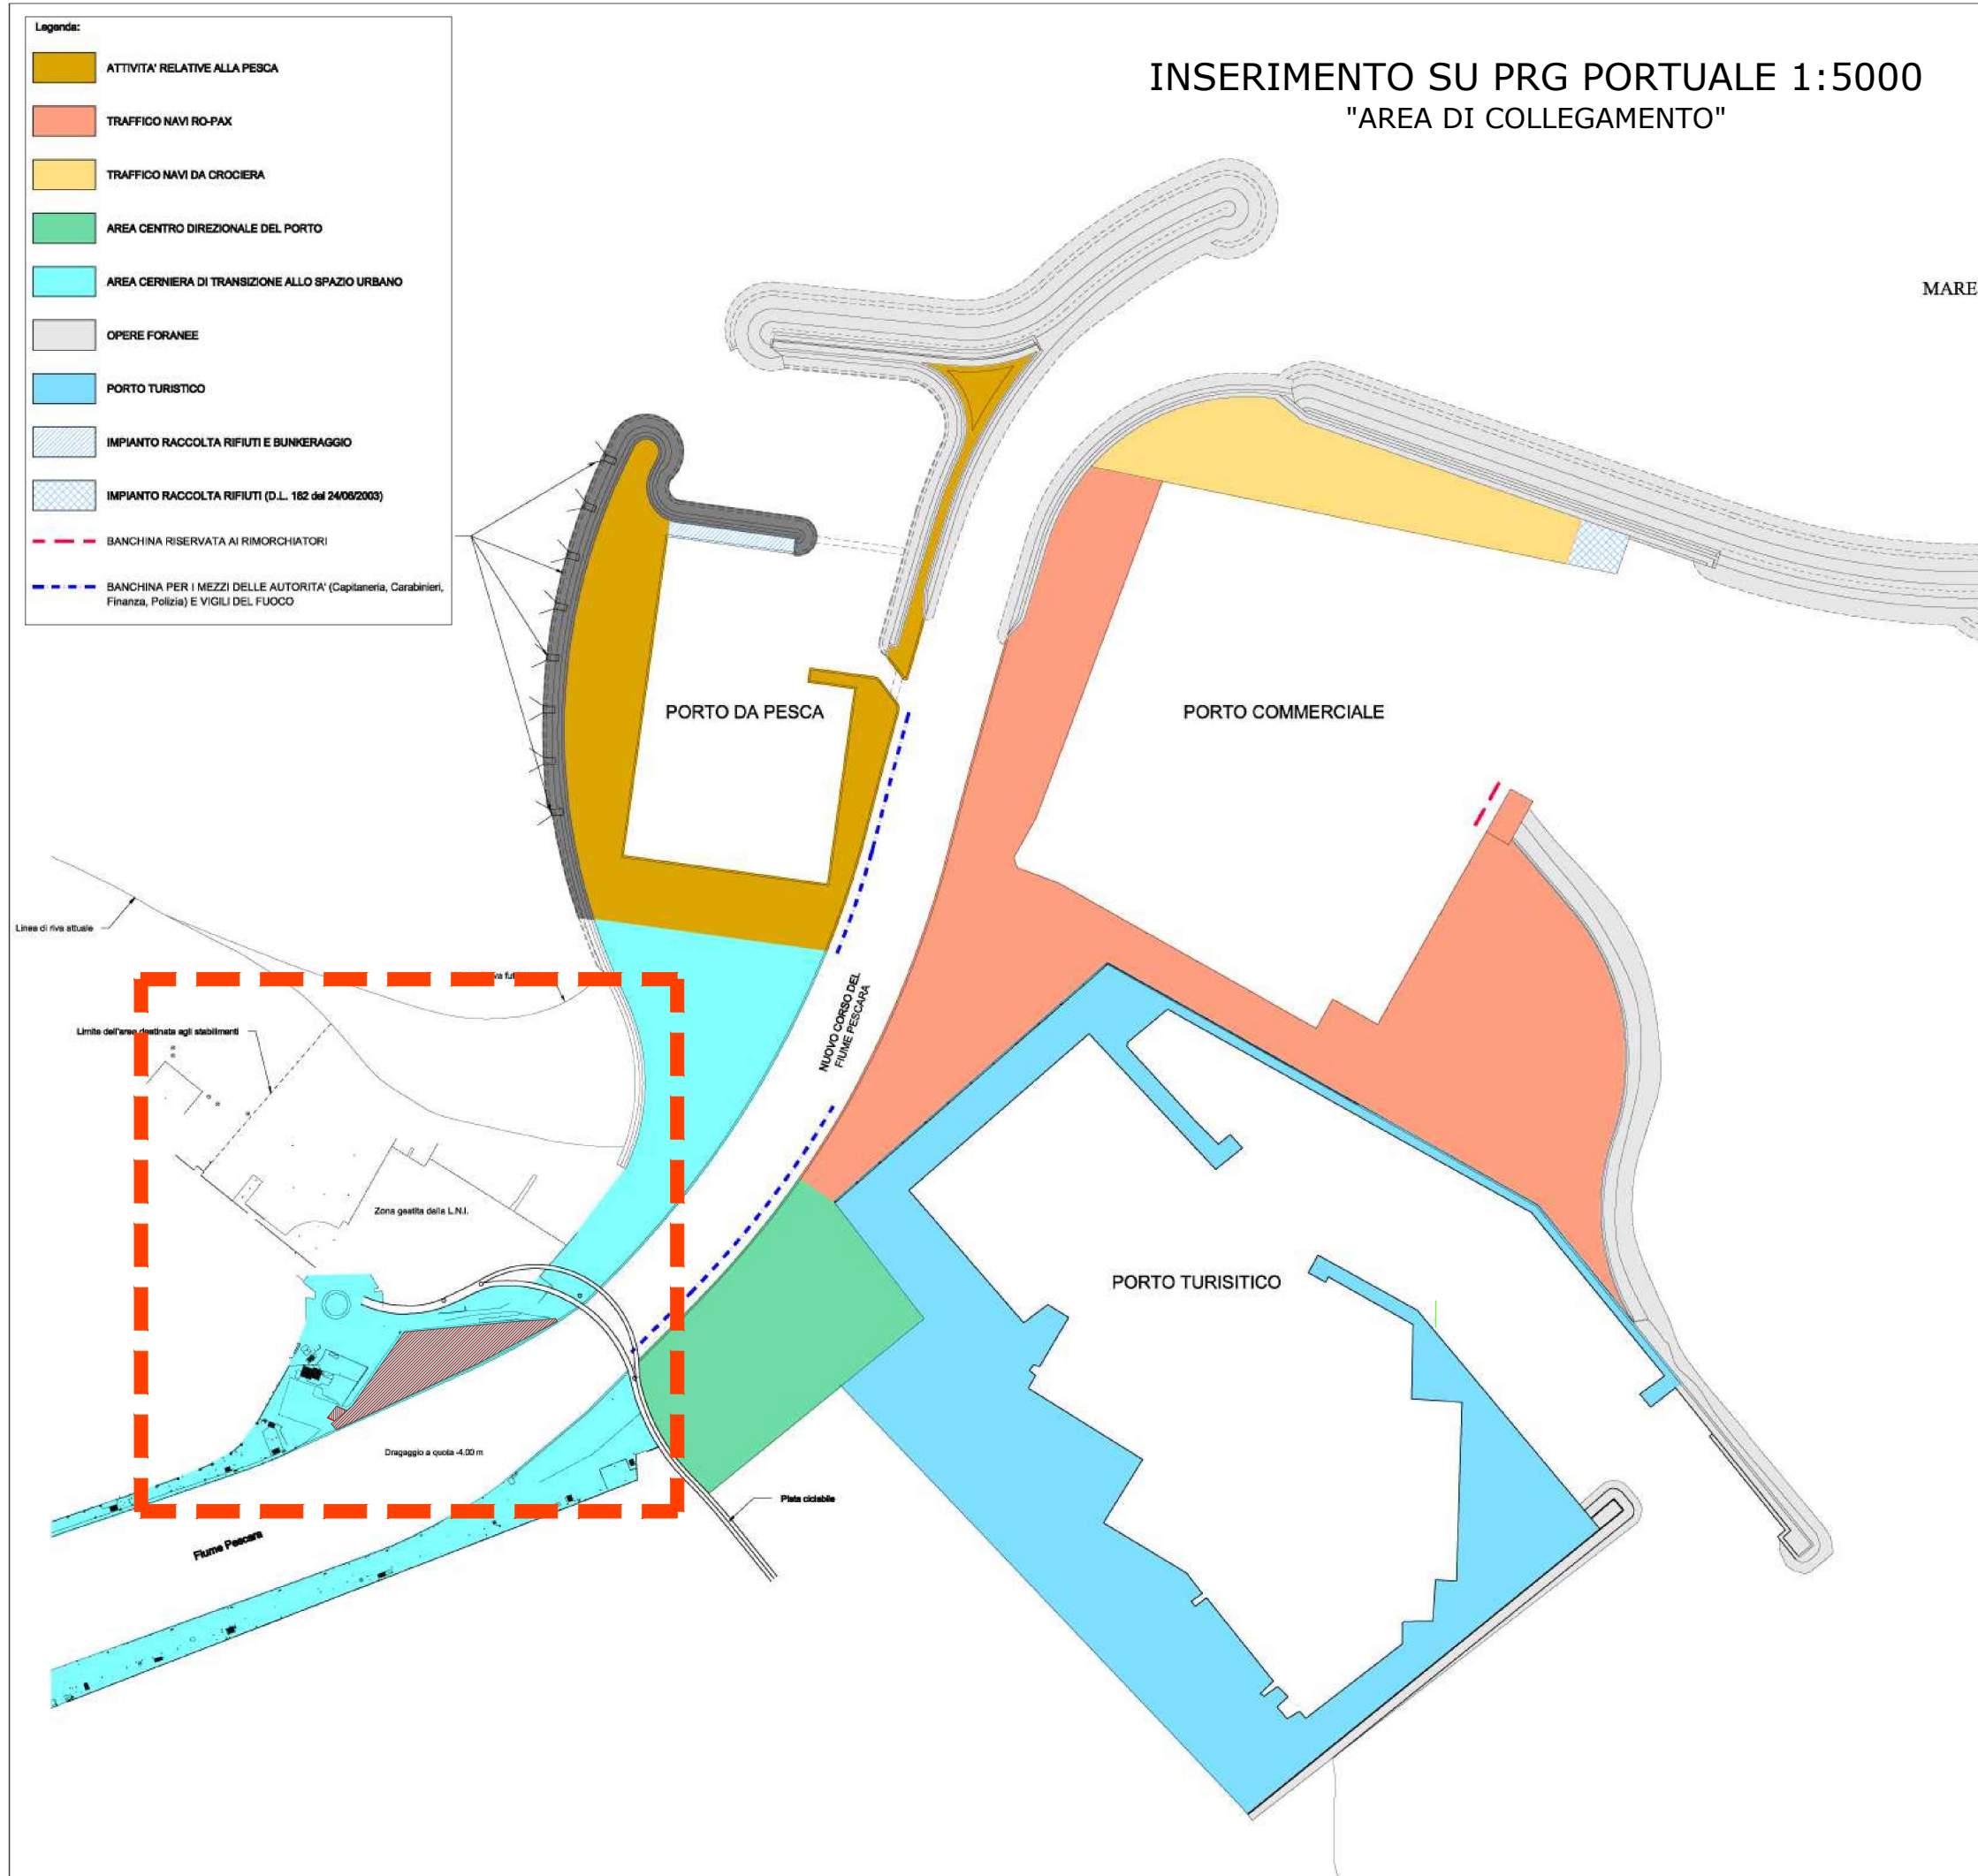 Legenda:
ATTIVITA' RELATIVE ALLA PESCA
TRAFFICO NAVI RO-PAX
TRAFFICO NAVI DA CROCIERA
AREA CENTRO DIREZIONALE DEL PORTO
AREA CERNIERA DI TRANSIZIONE ALLO SPAZIO URBANO
OPERE FORANEE
PORTO TURISTICO
IMPIANTO RACCOLTA RIFIUTI E BUNKERAGGIO
IMPIANTO RACCOLTA RIFIUTI (D.L. 182 del 24/06/2003)
BANCHINA RISERVATA AI RIMORCHIATORI
BANCHINA PER I MEZZI DELLE AUTORITA' (Capitaneria, Carabinieri,
Finanza, Polizia) E VIGILI DEL FUOCO
INSERIMENTO SU PRG PORTUALE 1:5000
"AREA DI COLLEGAMENTO"
MARE
PORTO DA PESCA
PORTO COMMERCIALE
Linea di riva attuale
NUOVO CORSO DEL
FIUME PESCARA
Limite dell'area destinata agli stabilimenti
Zona gestita dalla L.N.I.
PORTO TURISITICO
Dragaggio a quota -4.00 m
Pista ciclabile
Fiume Pescara